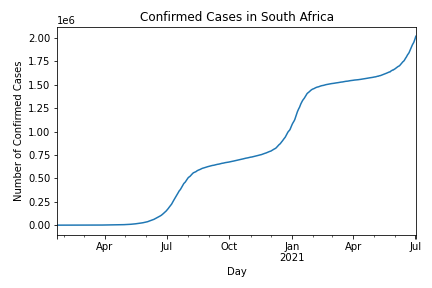 Confirmed Cases in South Africa
1e6
2.00
1.75
1.50
1.25
1.00
0.75
0.50
0.25
0.00
Number of Confirmed Cases
Apr Jul Oct Jan Apr Jul
2021
Day